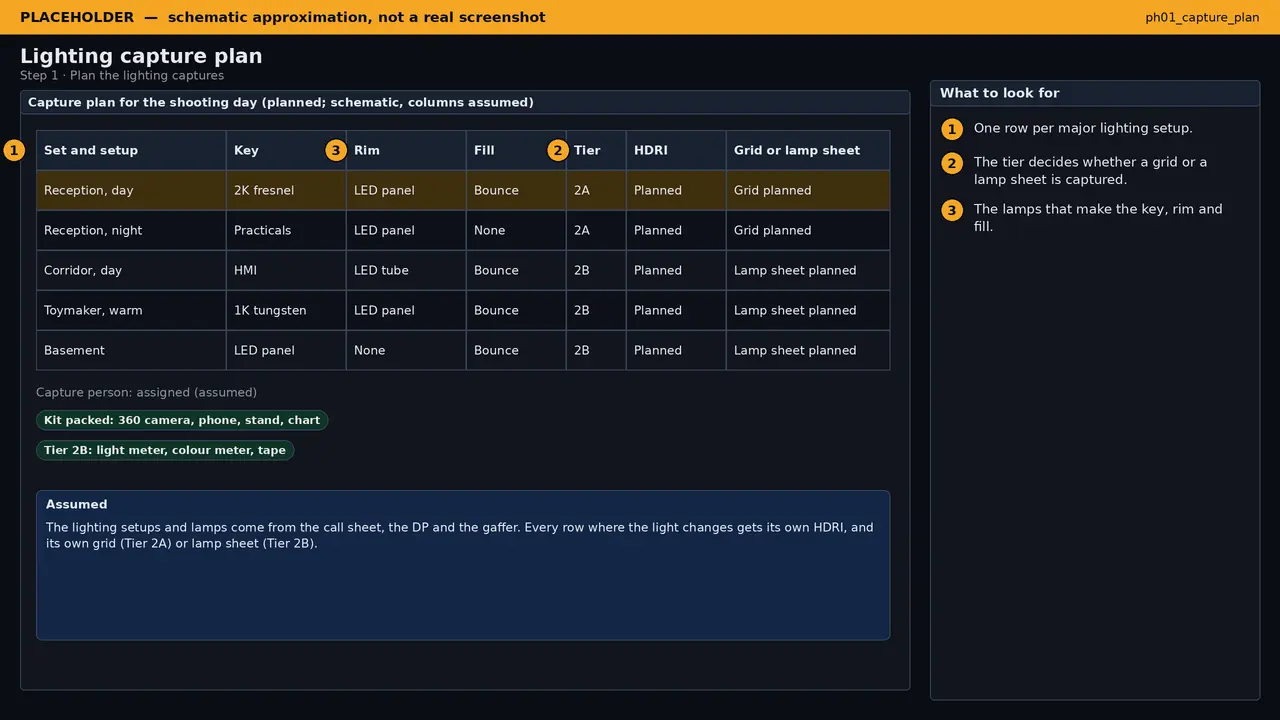 PLACEHOLDER — schematic approximation, not a real screenshot
ph01_capture_plan
Lighting capture plan
Step 1 · Plan the lighting captures
Capture plan for the shooting day (planned; schematic, columns assumed)
1 Set and setup Key 3 Rim Fill 2 Tier HDRI Grid or lamp sheet
Reception, day 2K fresnel LED panel Bounce 2A Planned Grid planned
Reception, night Practicals LED panel None 2A Planned Grid planned
Corridor, day HMI LED tube Bounce 2B Planned Lamp sheet planned
Toymaker, warm 1K tungsten LED panel Bounce 2B Planned Lamp sheet planned
Basement LED panel None Bounce 2B Planned Lamp sheet planned
Capture person: assigned (assumed)
Kit packed: 360 camera, phone, stand, chart
Tier 2B: light meter, colour meter, tape
Assumed
The lighting setups and lamps come from the call sheet, the DP and the gaffer. Every row where the light changes gets its own HDRI, and
its own grid (Tier 2A) or lamp sheet (Tier 2B).
What to look for
1 One row per major lighting setup.
2 The tier decides whether a grid or a
lamp sheet is captured.
3 The lamps that make the key, rim and
fill.